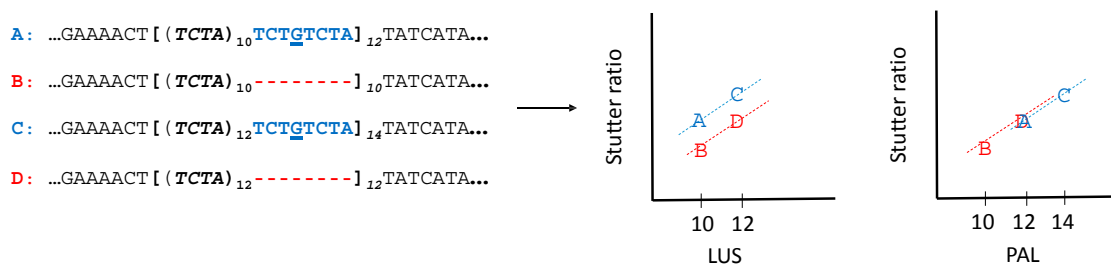 A: …GAAAACT[(TCTA)10TCTGTCTA]12TATCATA…
B: …GAAAACT[(TCTA)10--------]10TATCATA…
C: …GAAAACT[(TCTA)12TCTGTCTA]14TATCATA…
D: …GAAAACT[(TCTA)12--------]12TATCATA…
Stutter ratio
A
B
C
D
10 12
LUS
Stutter ratio
B
D
A
C
10 12 14
PAL